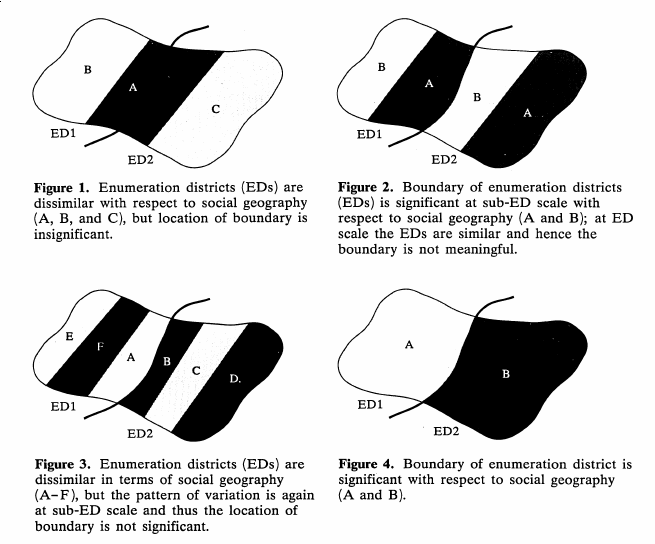 B
A
C
ED1
ED2
Figure 1. Enumeration districts (EDs) are
dissimilar with respect to social geography
(A, B, and C), but location of boundary is
insignificant.
B
A
B
A
ED1
ED2
Figure 2. Boundary of enumeration districts
(EDs) is significant at sub-ED scale with
respect to social geography (A and B); at ED
scale the EDs are similar and hence the
boundary is not meaningful.
E
F
A
B
C
D.
ED1
ED2
Figure 3. Enumeration districts (EDs) are
dissimilar in terms of social geography
(A–F), but the pattern of variation is again
at sub-ED scale and thus the location of
boundary is not significant.
A
B
ED1
ED2
Figure 4. Boundary of enumeration district is
significant with respect to social geography
(A and B).